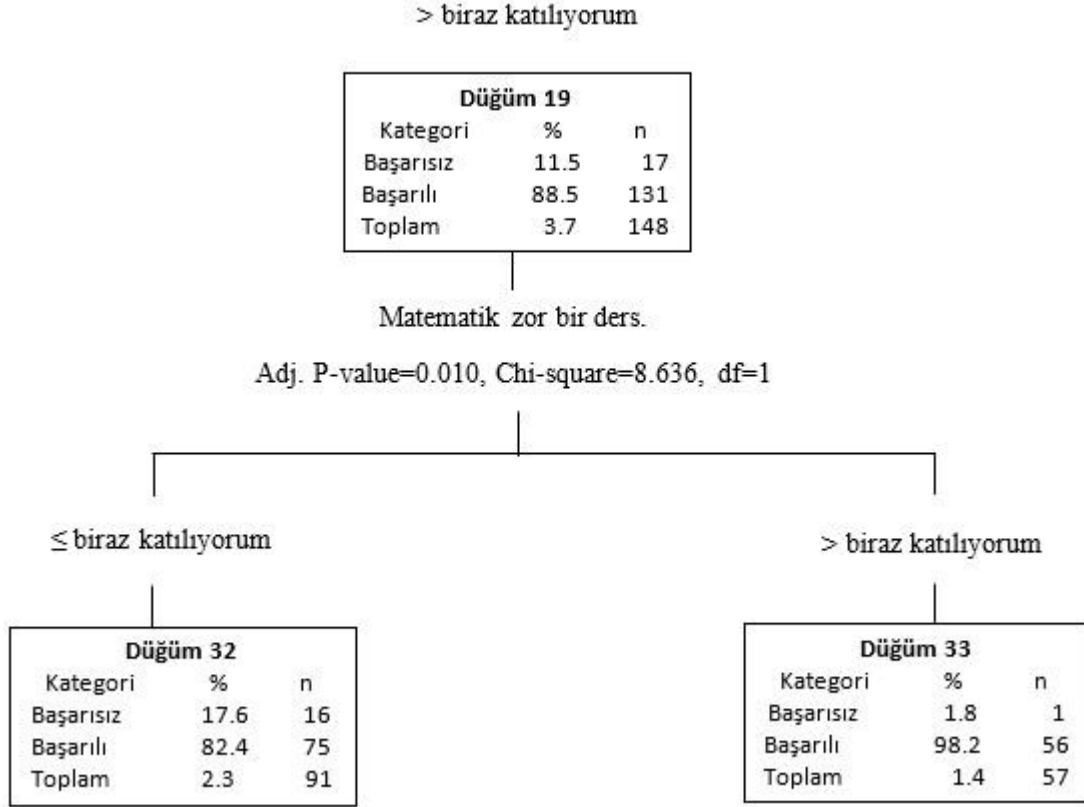 > biraz katılıyorum
Düğüm 19
Kategori % n
Başarısız 11.5 17
Başarılı 88.5 131
Toplam 3.7 148
Matematik zor bir ders.
Adj. P-value=0.010, Chi-square=8.636, df=1
≤ biraz katılıyorum
> biraz katılıyorum
Düğüm 32
Kategori % n
Başarısız 17.6 16
Başarılı 82.4 75
Toplam 2.3 91
Düğüm 33
Kategori % n
Başarısız 1.8 1
Başarılı 98.2 56
Toplam 1.4 57